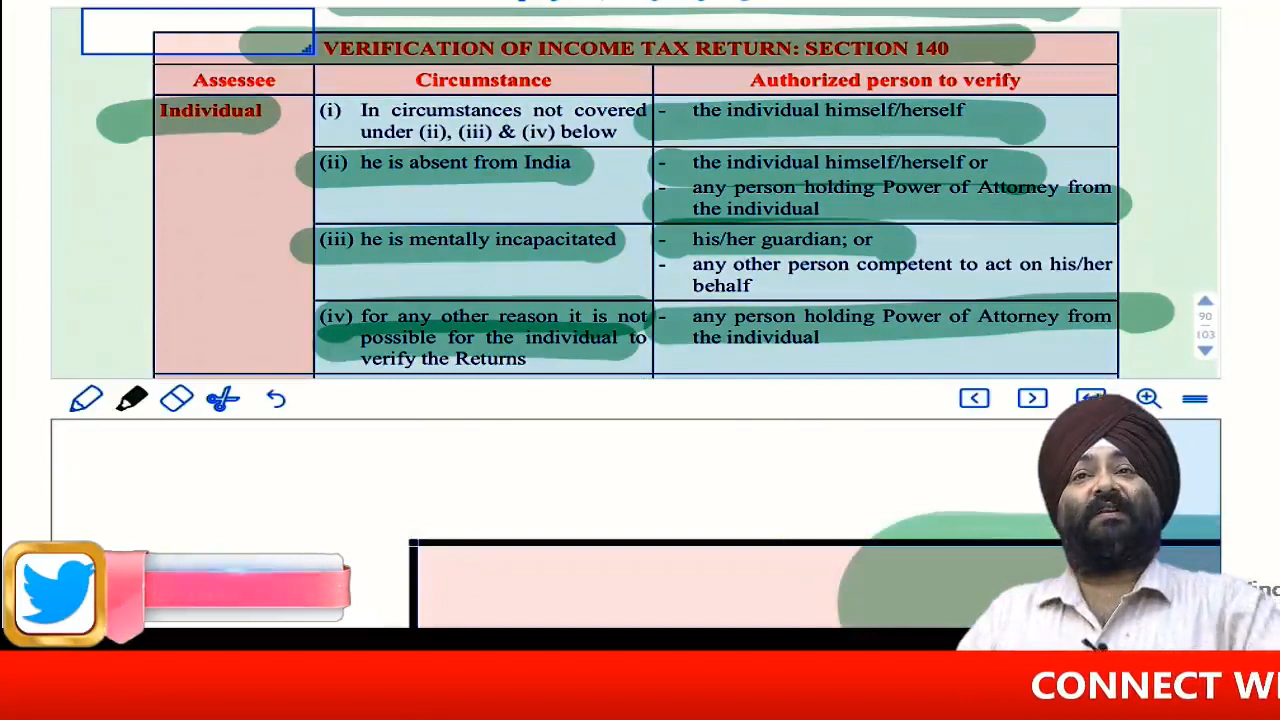 VERIFICATION OF INCOME TAX RETURN: SECTION 140
Assessee Circumstance Authorized person to verify
Individual (i) In circumstances not covered - the individual himself/herself
under (ii), (iii) & (iv) below
(ii) he is absent from India - the individual himself/herself or
- any person holding Power of Attorney from
the individual
(iii) he is mentally incapacitated - his/her guardian; or
- any other person competent to act on his/her
behalf
(iv) for any other reason it is not - any person holding Power of Attorney from
possible for the individual to the individual
verify the Returns
90
103
CONNECT